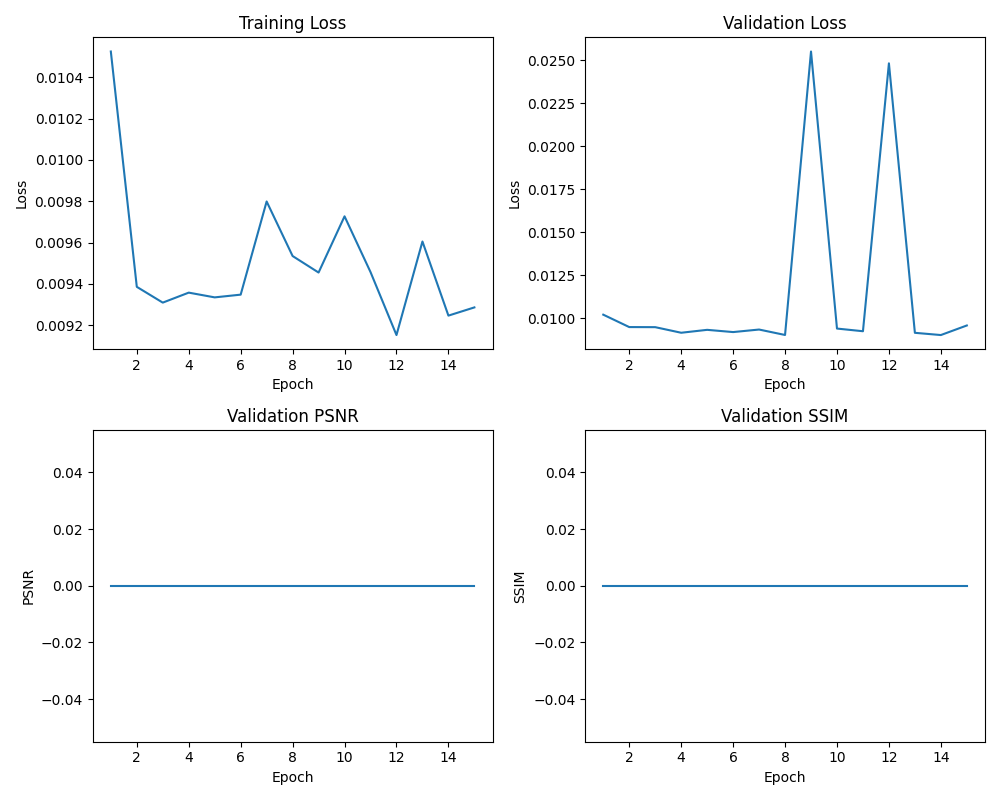 Training Loss
0.0104
0.0102
0.0100
0.0098
0.0096
0.0094
0.0092
Loss
2 4 6 8 10 12 14
Epoch
Validation Loss
0.0250
0.0225
0.0200
0.0175
0.0150
0.0125
0.0100
Loss
2 4 6 8 10 12 14
Epoch
Validation PSNR
0.04
0.02
0.00
−0.02
−0.04
PSNR
2 4 6 8 10 12 14
Epoch
Validation SSIM
0.04
0.02
0.00
−0.02
−0.04
SSIM
2 4 6 8 10 12 14
Epoch